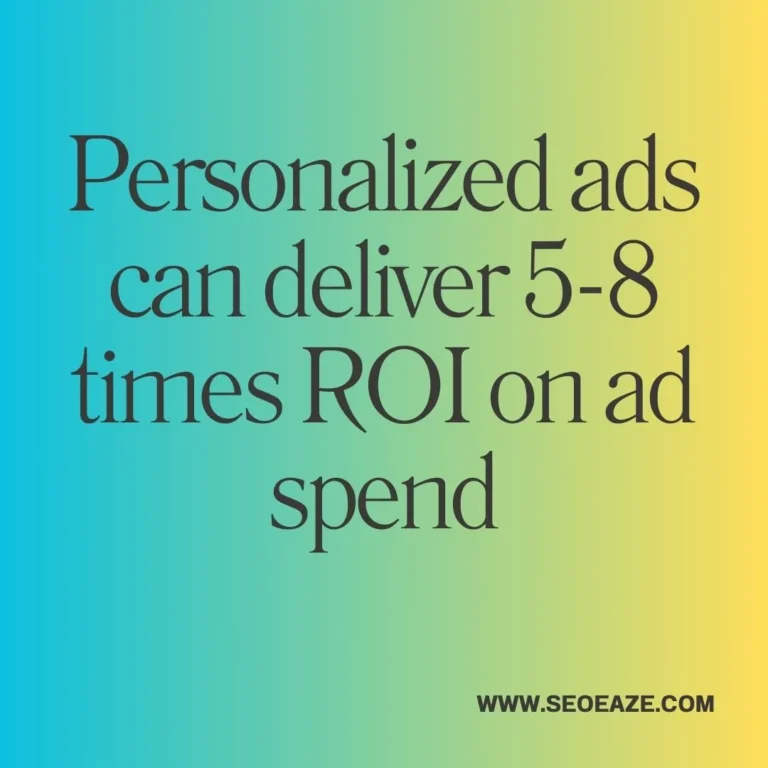 Personalized ads
can deliver 5-8
times ROI on ad
spend
WWW.SEOEAZE.COM